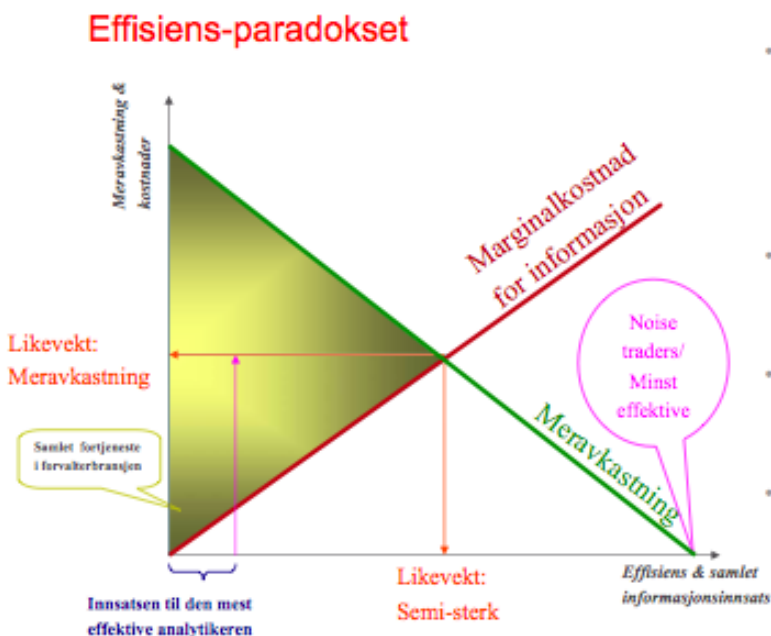 Effisiens-paradokset
Meravkastning &
kostnader
Marginalkostnad
for informasjon
Noise
traders/
Minst
effektive
Likevekt:
Meravkastning
Meravkastning
Samlet fortjeneste
i forvalterbransjen
Innsatsen til den mest
effektive analytikeren
Likevekt:
Semi-sterk
Effisiens & samlet
informasjonsinnsats